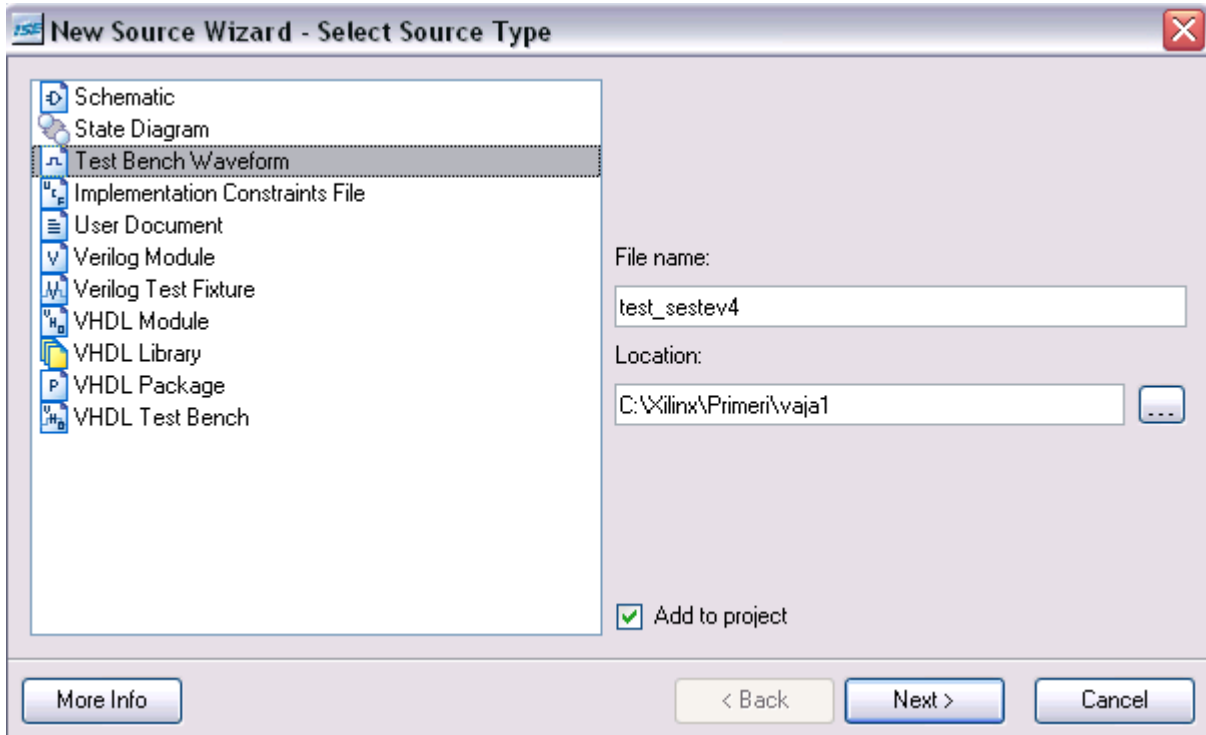 ISE New Source Wizard - Select Source Type
Schematic
State Diagram
Test Bench Waveform
Implementation Constraints File
User Document
Verilog Module
Verilog Test Fixture
VHDL Module
VHDL Library
VHDL Package
VHDL Test Bench
File name:
test_sestev4
Location:
C:\Xilinx\Primeri\vaja1
...
Add to project
More Info
< Back
Next >
Cancel